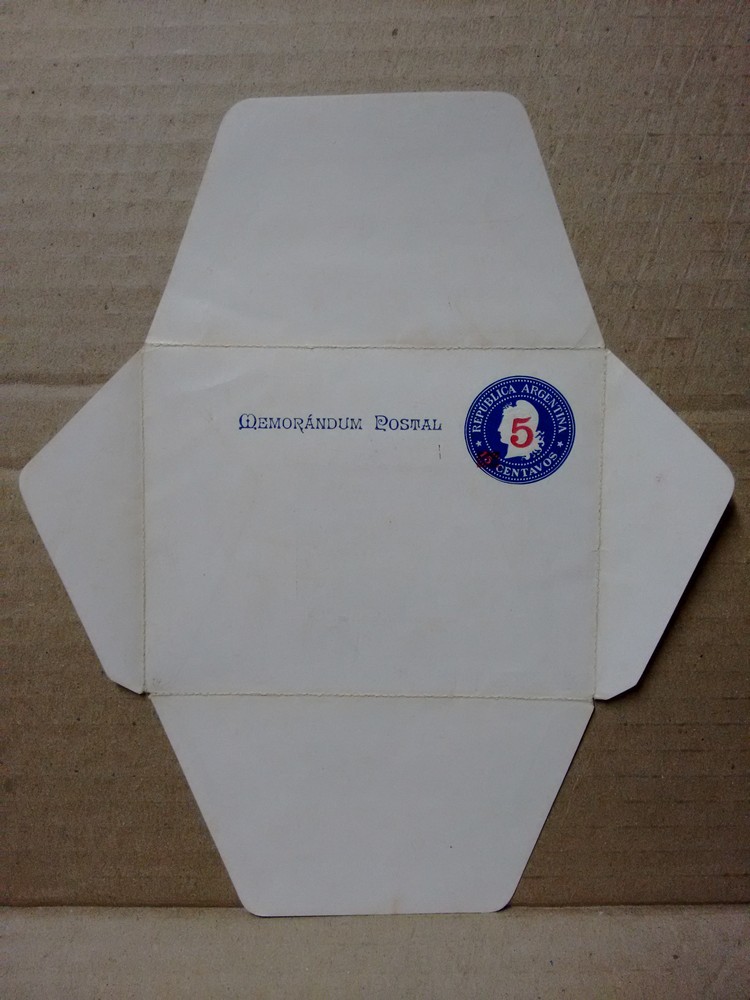 MEMORÁNDUM POSTAL
REPUBLICA ARGENTINA
5
CENTAVOS